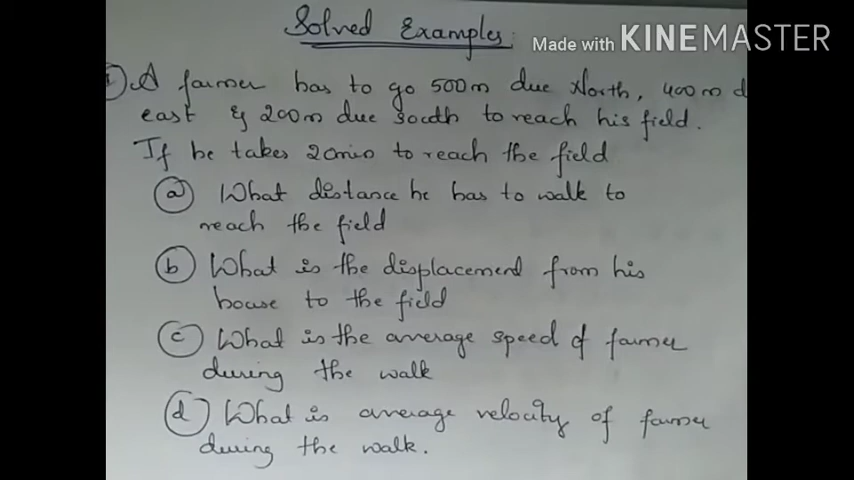 Solved Examples
Made with KINEMASTER
1) A farmer has to go 500m due North, 400m d
east & 200m due south to reach his field.
If he takes 20min to reach the field
(a) What distance he has to walk to
reach the field
(b) What is the displacement from his
house to the field
(c) What is the average speed of farmer
during the walk
(d) What is average velocity of farmer
during the walk.